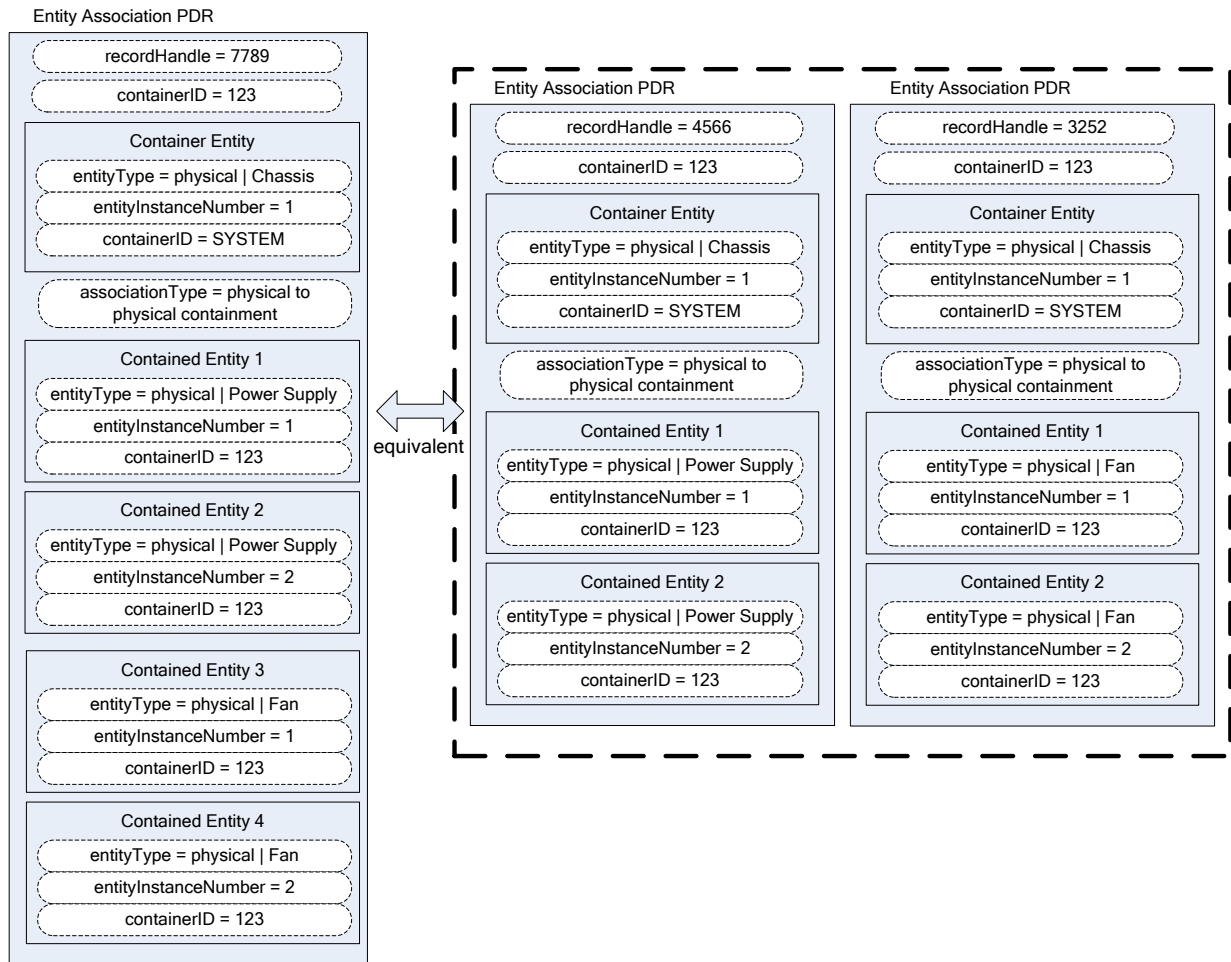 Entity Association PDR
recordHandle = 7789
containerID = 123
Container Entity
entityType = physical | Chassis
entityInstanceNumber = 1
containerID = SYSTEM
associationType = physical to
physical containment
Contained Entity 1
entityType = physical | Power Supply
entityInstanceNumber = 1
containerID = 123
Contained Entity 2
entityType = physical | Power Supply
entityInstanceNumber = 2
containerID = 123
Contained Entity 3
entityType = physical | Fan
entityInstanceNumber = 1
containerID = 123
Contained Entity 4
entityType = physical | Fan
entityInstanceNumber = 2
containerID = 123
equivalent
Entity Association PDR
recordHandle = 4566
containerID = 123
Container Entity
entityType = physical | Chassis
entityInstanceNumber = 1
containerID = SYSTEM
associationType = physical to
physical containment
Contained Entity 1
entityType = physical | Power Supply
entityInstanceNumber = 1
containerID = 123
Contained Entity 2
entityType = physical | Power Supply
entityInstanceNumber = 2
containerID = 123
Entity Association PDR
recordHandle = 3252
containerID = 123
Container Entity
entityType = physical | Chassis
entityInstanceNumber = 1
containerID = SYSTEM
associationType = physical to
physical containment
Contained Entity 1
entityType = physical | Fan
entityInstanceNumber = 1
containerID = 123
Contained Entity 2
entityType = physical | Fan
entityInstanceNumber = 2
containerID = 123